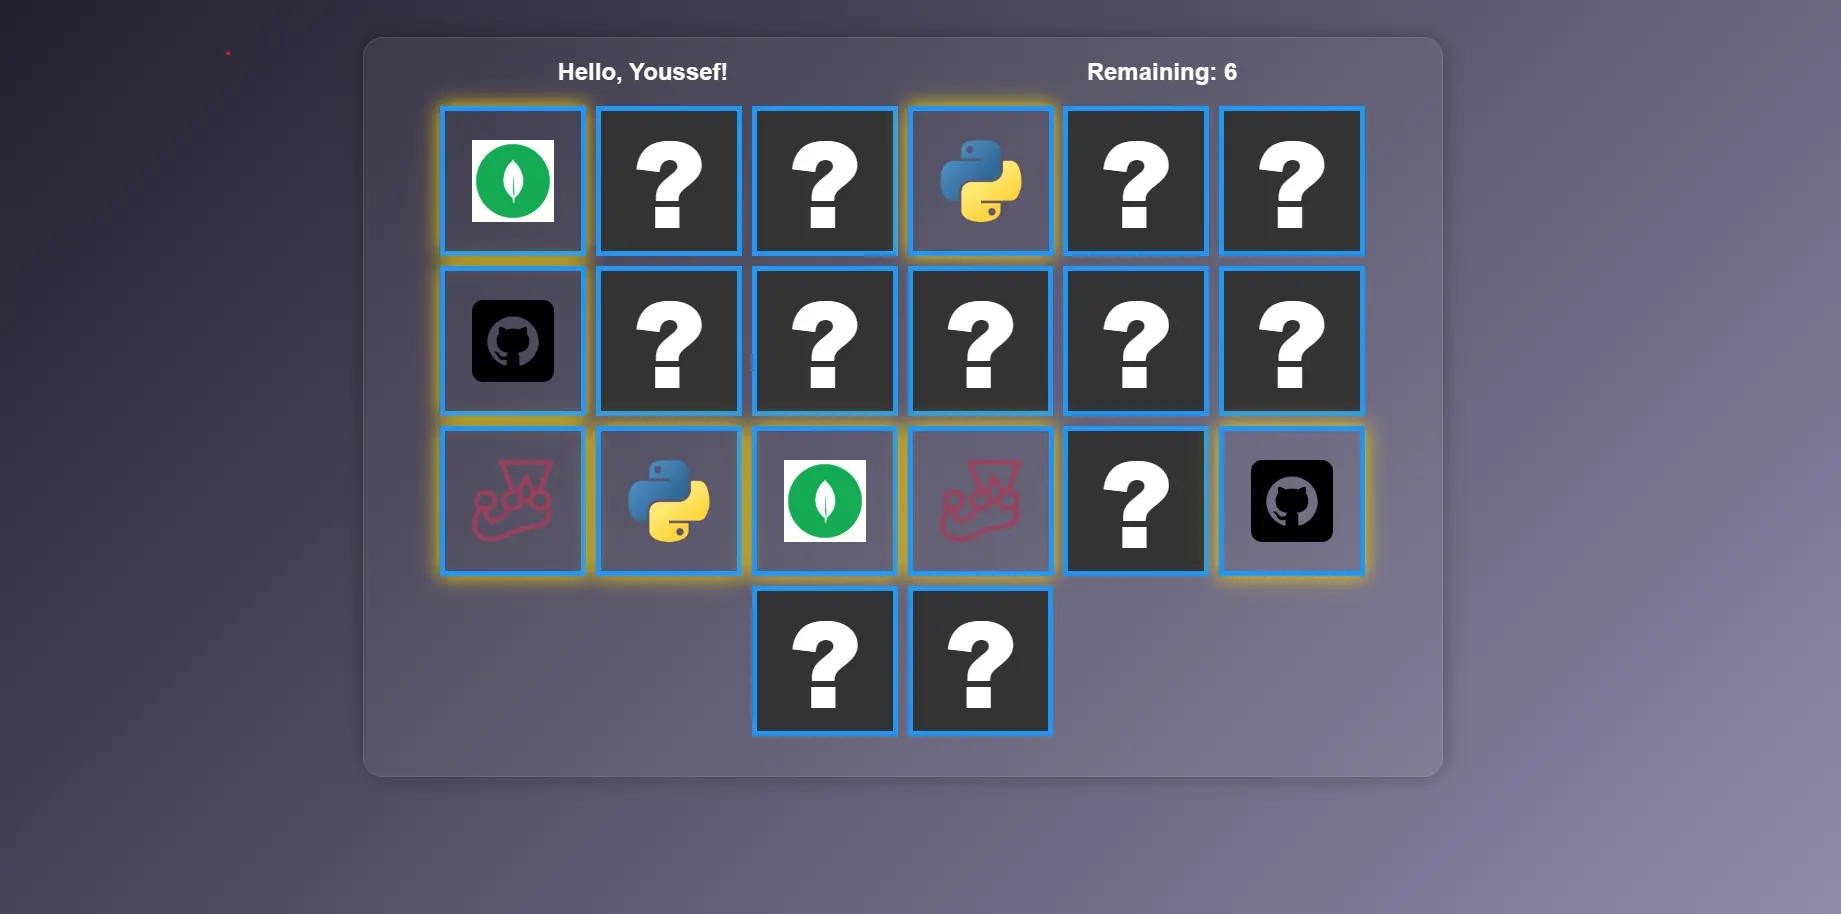 Hello, Youssef!
Remaining: 6
? ? ? ?
? ? ? ? ?
?
? ?